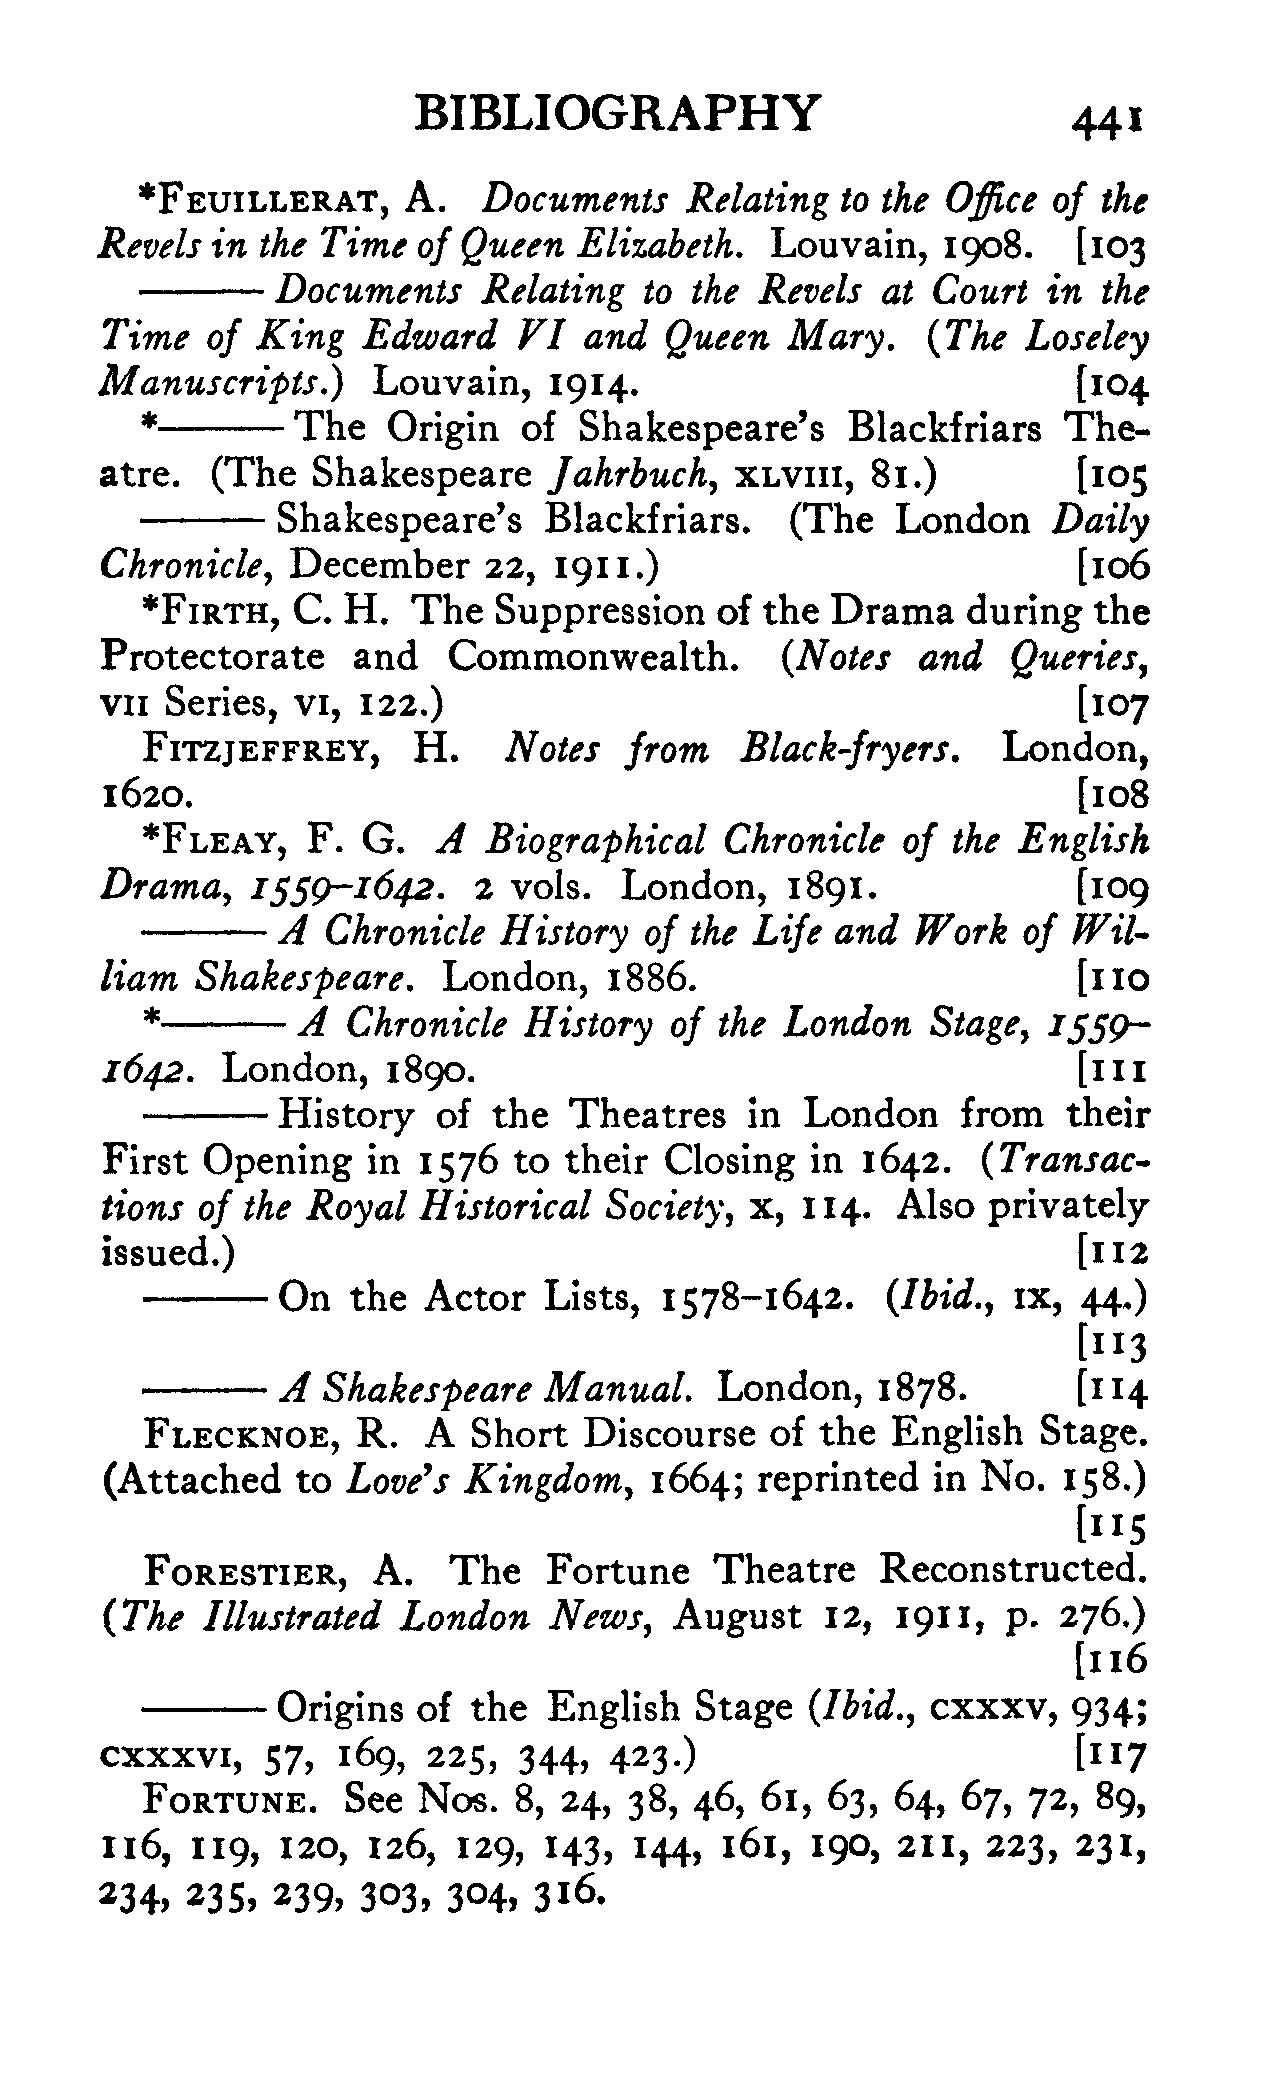 BIBLIOGRAPHY 441
*FEUILLERAT, A. Documents Relating to the Office of the
Revels in the Time of Queen Elizabeth. Louvain, 1908. [103
——— Documents Relating to the Revels at Court in the
Time of King Edward VI and Queen Mary. (The Loseley
Manuscripts.) Louvain, 1914. [104
*——— The Origin of Shakespeare's Blackfriars The-
atre. (The Shakespeare Jahrbuch, XLVIII, 81.) [105
——— Shakespeare's Blackfriars. (The London Daily
Chronicle, December 22, 1911.) [106
*FIRTH, C. H. The Suppression of the Drama during the
Protectorate and Commonwealth. (Notes and Queries,
VII Series, VI, 122.) [107
FITZJEFFREY, H. Notes from Black-fryers. London,
1620. [108
*FLEAY, F. G. A Biographical Chronicle of the English
Drama, 1559–1642. 2 vols. London, 1891. [109
——— A Chronicle History of the Life and Work of Wil-
liam Shakespeare. London, 1886. [110
*——— A Chronicle History of the London Stage, 1559–
1642. London, 1890. [111
——— History of the Theatres in London from their
First Opening in 1576 to their Closing in 1642. (Transac-
tions of the Royal Historical Society, X, 114. Also privately
issued.) [112
——— On the Actor Lists, 1578–1642. (Ibid., IX, 44.)
[113
——— A Shakespeare Manual. London, 1878. [114
FLECKNOE, R. A Short Discourse of the English Stage.
(Attached to Love's Kingdom, 1664; reprinted in No. 158.)
[115
FORESTIER, A. The Fortune Theatre Reconstructed.
(The Illustrated London News, August 12, 1911, p. 276.)
[116
——— Origins of the English Stage (Ibid., CXXXV, 934;
CXXXVI, 57, 169, 225, 344, 423.) [117
FORTUNE. See Nos. 8, 24, 38, 46, 61, 63, 64, 67, 72, 89,
116, 119, 120, 126, 129, 143, 144, 161, 190, 211, 223, 231,
234, 235, 239, 303, 304, 316.